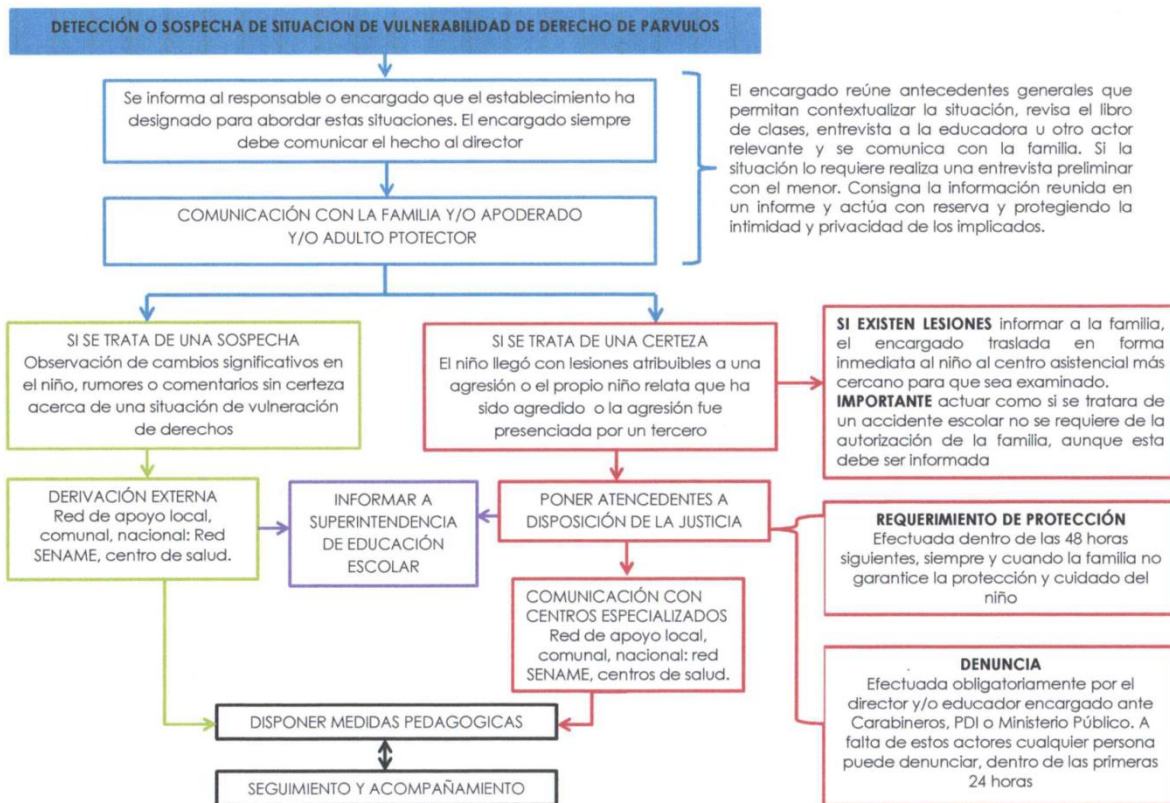 DETECCIÓN O SOSPECHA DE SITUACION DE VULNERABILIDAD DE DERECHO DE PARVULOS
Se informa al responsable o encargado que el establecimiento ha
designado para abordar estas situaciones. El encargado siempre
debe comunicar el hecho al director
El encargado reúne antecedentes generales que
permitan contextualizar la situación, revisa el libro
de clases, entrevista a la educadora u otro actor
relevante y se comunica con la familia. Si la
situación lo requiere realiza una entrevista preliminar
con el menor. Consigna la información reunida en
un informe y actúa con reserva y protegiendo la
intimidad y privacidad de los implicados.
COMUNICACIÓN CON LA FAMILIA Y/O APODERADO
Y/O ADULTO PTOTECTOR
SI SE TRATA DE UNA SOSPECHA
Observación de cambios significativos en
el niño, rumores o comentarios sin certeza
acerca de una situación de vulneración
de derechos
SI SE TRATA DE UNA CERTEZA
El niño llegó con lesiones atribuibles a una
agresión o el propio niño relata que ha
sido agredido o la agresión fue
presenciada por un tercero
SI EXISTEN LESIONES informar a la familia,
el encargado traslada en forma
inmediata al niño al centro asistencial más
cercano para que sea examinado.
IMPORTANTE actuar como si se tratara de
un accidente escolar no se requiere de la
autorización de la familia, aunque esta
debe ser informada
DERIVACIÓN EXTERNA
Red de apoyo local,
comunal, nacional: Red
SENAME, centro de salud.
INFORMAR A
SUPERINTENDENCIA
DE EDUCACIÓN
ESCOLAR
PONER ATENCEDENTES A
DISPOSICIÓN DE LA JUSTICIA
REQUERIMIENTO DE PROTECCIÓN
Efectuada dentro de las 48 horas
siguientes, siempre y cuando la familia no
garantice la protección y cuidado del
niño
COMUNICACIÓN CON
CENTROS ESPECIALIZADOS
Red de apoyo local,
comunal, nacional: red
SENAME, centros de salud.
DENUNCIA
Efectuada obligatoriamente por el
director y/o educador encargado ante
Carabineros, PDI o Ministerio Público. A
falta de estos actores cualquier persona
puede denunciar, dentro de las primeras
24 horas
DISPONER MEDIDAS PEDAGOGICAS
SEGUIMIENTO Y ACOMPAÑAMIENTO